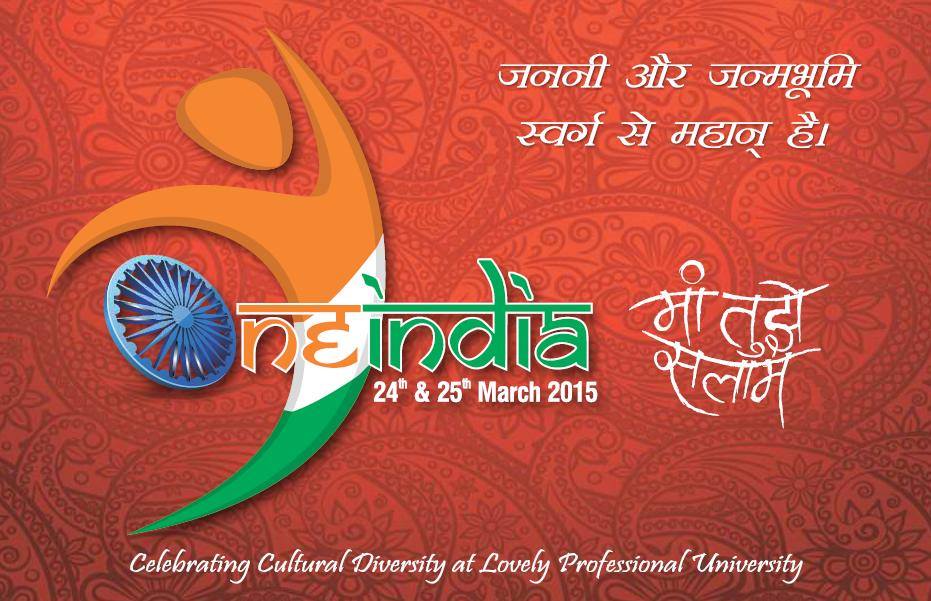 जननी और जन्मभूमि
स्वर्ग से महान् है।
Oneindia
24th & 25th March 2015
मां तुझे
सलाम
Celebrating Cultural Diversity at Lovely Professional University